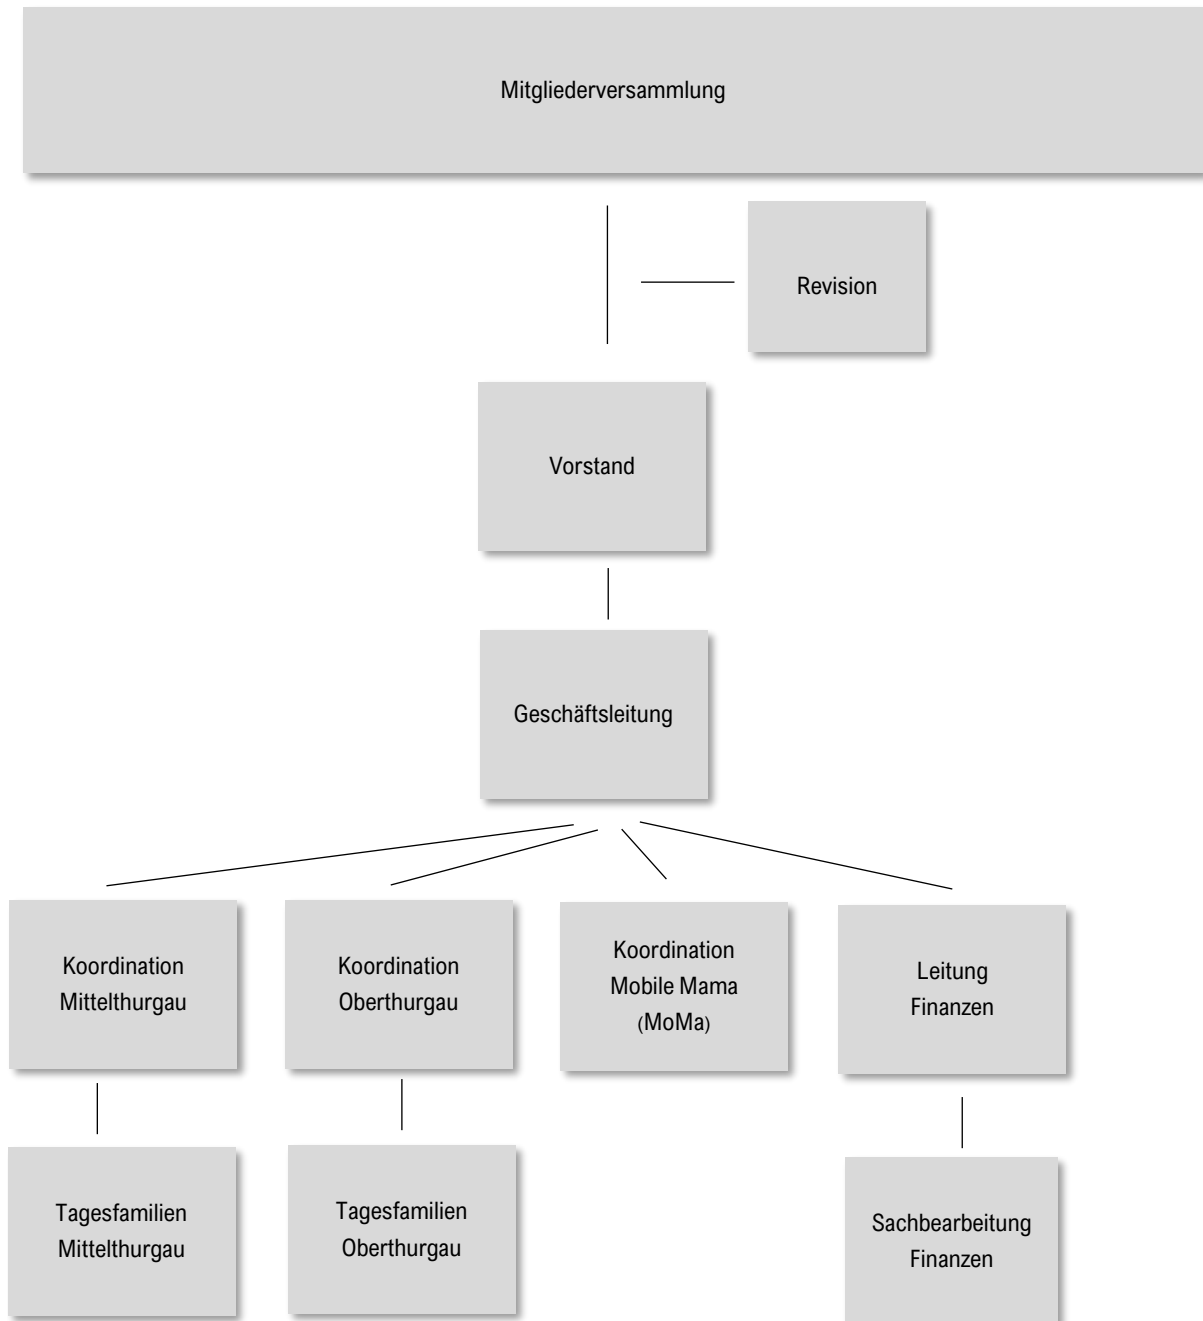 Mitgliederversammlung
Revision
Vorstand
Geschäftsleitung
Koordination
Mittelthurgau
Koordination
Oberthurgau
Koordination
Mobile Mama
(MoMa)
Leitung
Finanzen
Tagesfamilien
Mittelthurgau
Tagesfamilien
Oberthurgau
Sachbearbeitung
Finanzen